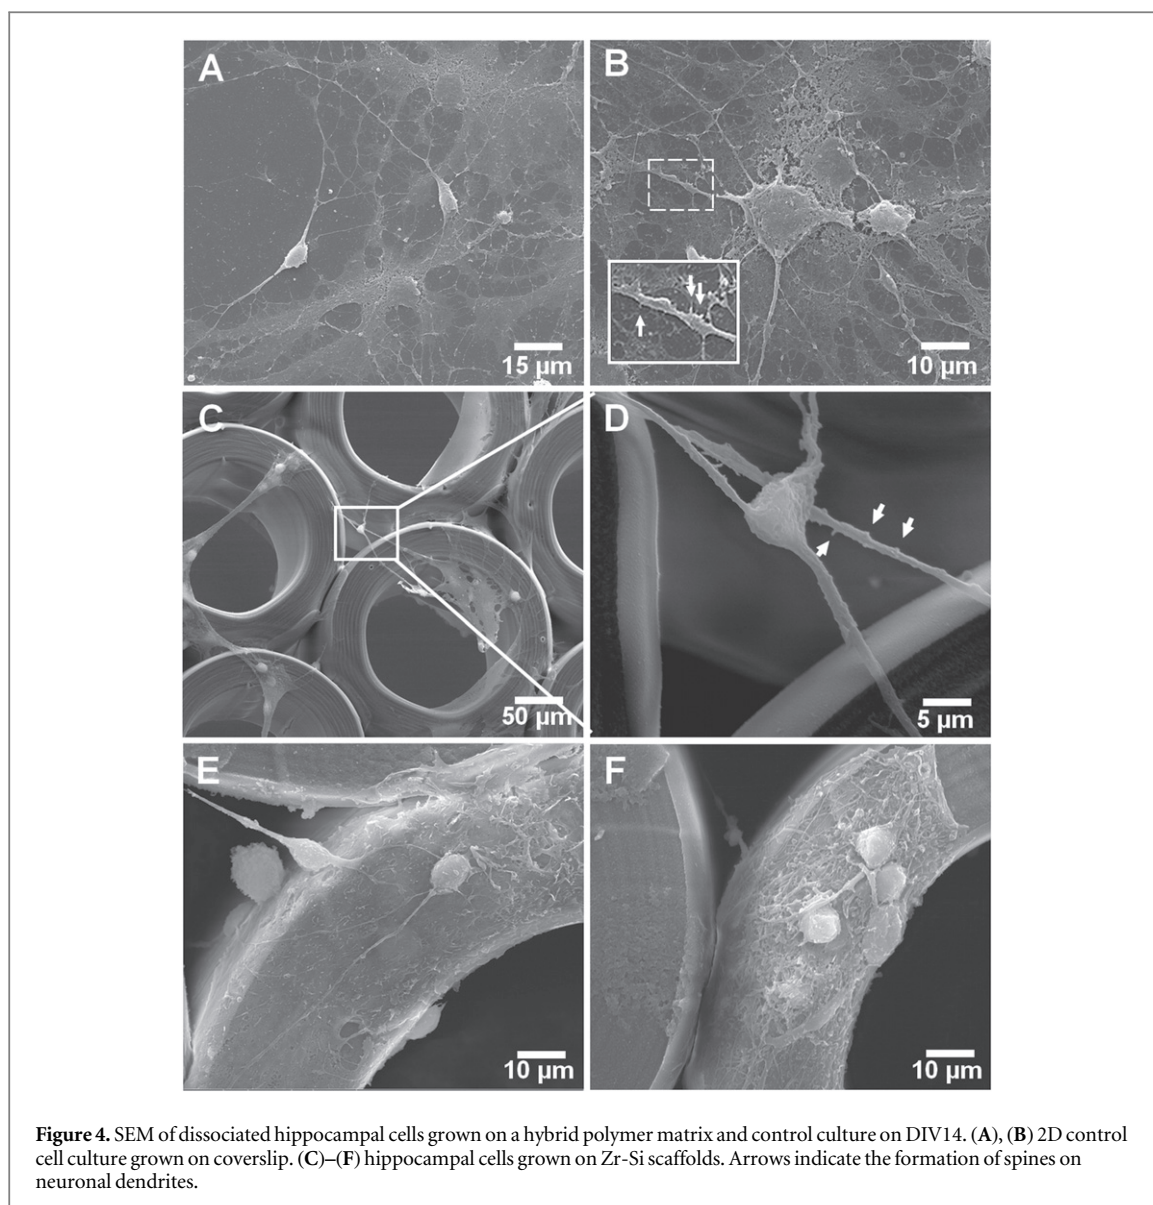 A
B
15 µm
10 µm
C
D
50 µm
5 µm
E
F
10 µm
10 µm
Figure 4. SEM of dissociated hippocampal cells grown on a hybrid polymer matrix and control culture on DIV14. (A), (B) 2D control
cell culture grown on coverslip. (C)–(F) hippocampal cells grown on Zr-Si scaffolds. Arrows indicate the formation of spines on
neuronal dendrites.